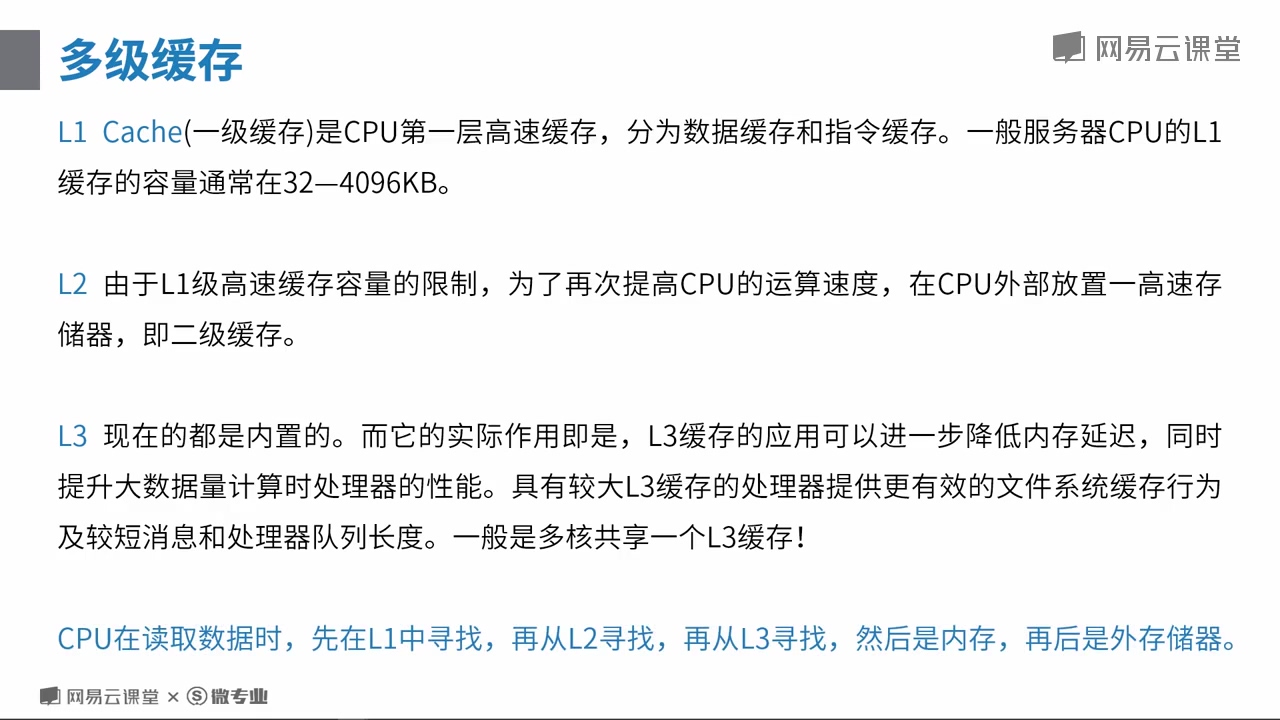 多级缓存
网易云课堂
L1 Cache(一级缓存)是CPU第一层高速缓存，分为数据缓存和指令缓存。一般服务器CPU的L1
缓存的容量通常在32—4096KB。
L2 由于L1级高速缓存容量的限制，为了再次提高CPU的运算速度，在CPU外部放置一高速存
储器，即二级缓存。
L3 现在的都是内置的。而它的实际作用即是，L3缓存的应用可以进一步降低内存延迟，同时
提升大数据量计算时处理器的性能。具有较大L3缓存的处理器提供更有效的文件系统缓存行为
及较短消息和处理器队列长度。一般是多核共享一个L3缓存！
CPU在读取数据时，先在L1中寻找，再从L2寻找，再从L3寻找，然后是内存，再后是外存储器。
网易云课堂 × S 微专业